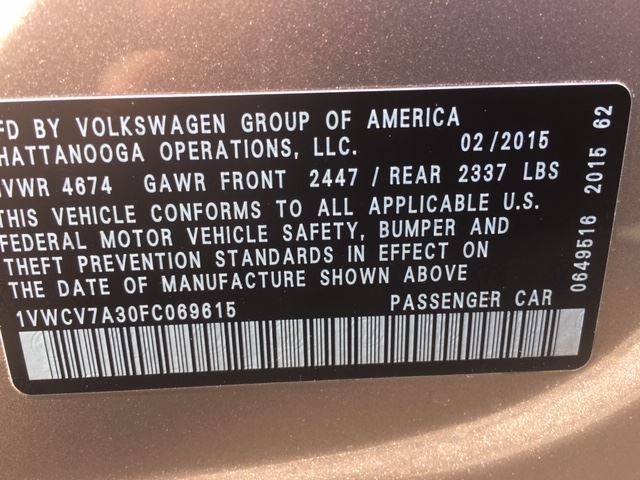 FD BY VOLKSWAGEN GROUP OF AMERICA
HATTANOOGA OPERATIONS, LLC. 02/2015
VWR 4674 GAWR FRONT 2447 / REAR 2337 LBS
THIS VEHICLE CONFORMS TO ALL APPLICABLE U.S.
FEDERAL MOTOR VEHICLE SAFETY, BUMPER AND
THEFT PREVENTION STANDARDS IN EFFECT ON
THE DATE OF MANUFACTURE SHOWN ABOVE
1VWCV7A30FC069615 PASSENGER CAR
0649516 2015 62